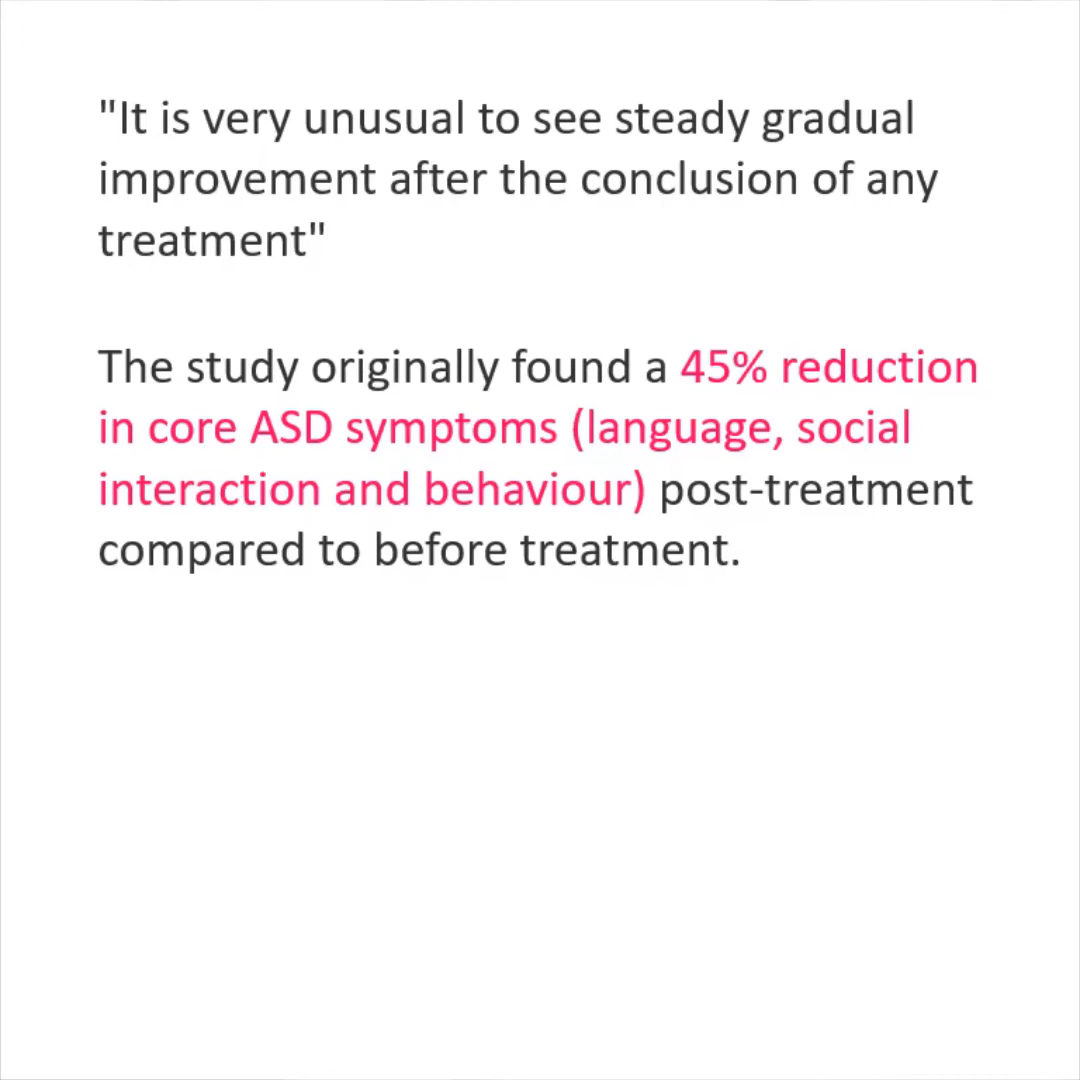 "It is very unusual to see steady gradual
improvement after the conclusion of any
treatment"
The study originally found a 45% reduction
in core ASD symptoms (language, social
interaction and behaviour) post-treatment
compared to before treatment.